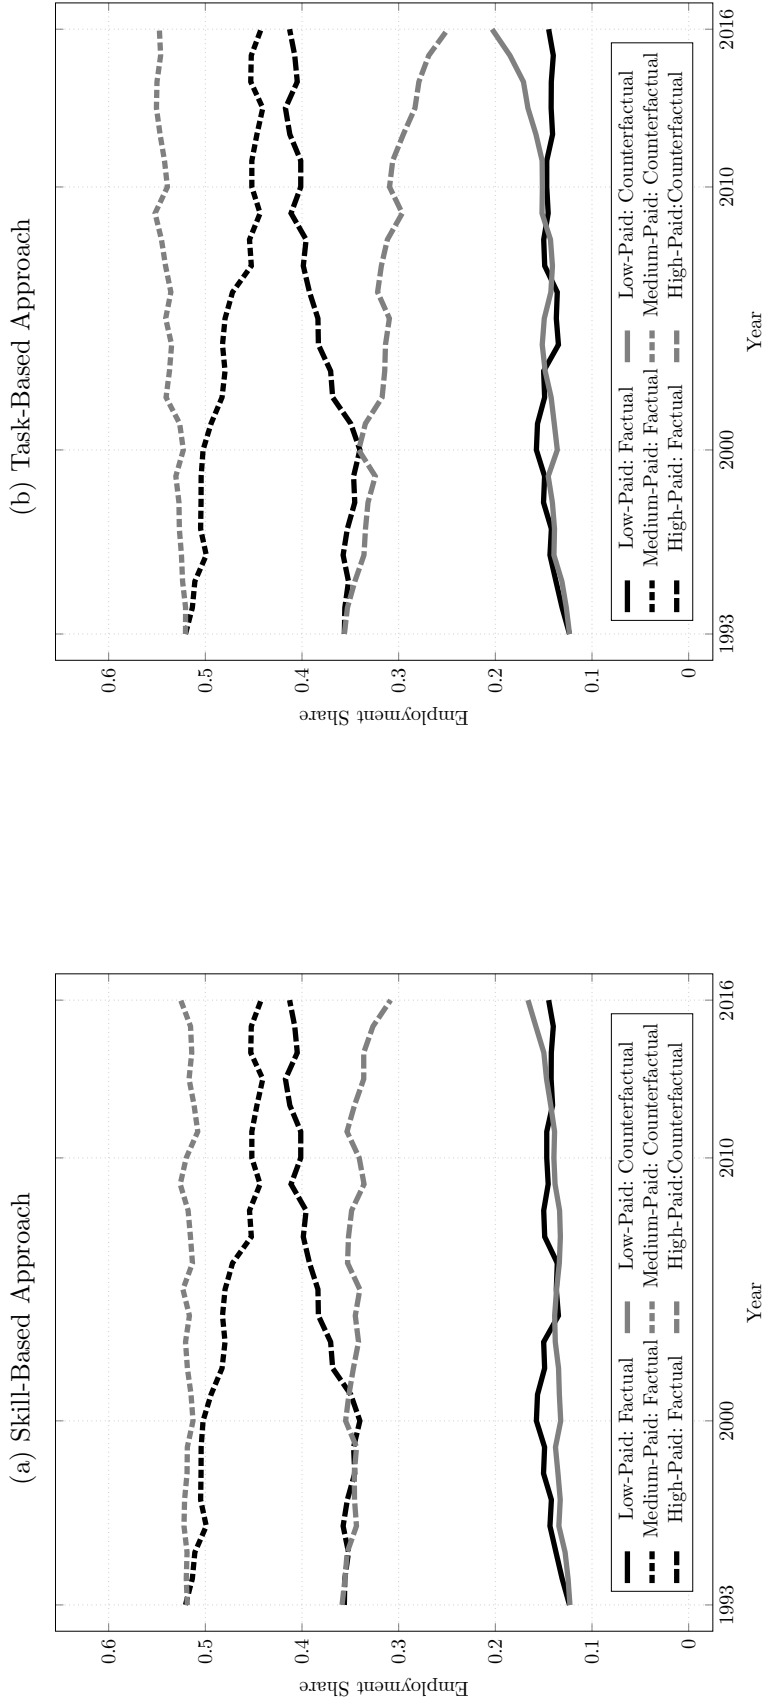 (a) Skill-Based Approach
Employment Share
0.6
0.5
0.4
0.3
0.2
0.1
0
1993
2000
2010
2016
Year
Low-Paid: Factual
Low-Paid: Counterfactual
Medium-Paid: Factual
Medium-Paid: Counterfactual
High-Paid: Factual
High-Paid:Counterfactual
(b) Task-Based Approach
Employment Share
0.6
0.5
0.4
0.3
0.2
0.1
0
1993
2000
2010
2016
Year
Low-Paid: Factual
Low-Paid: Counterfactual
Medium-Paid: Factual
Medium-Paid: Counterfactual
High-Paid: Factual
High-Paid:Counterfactual